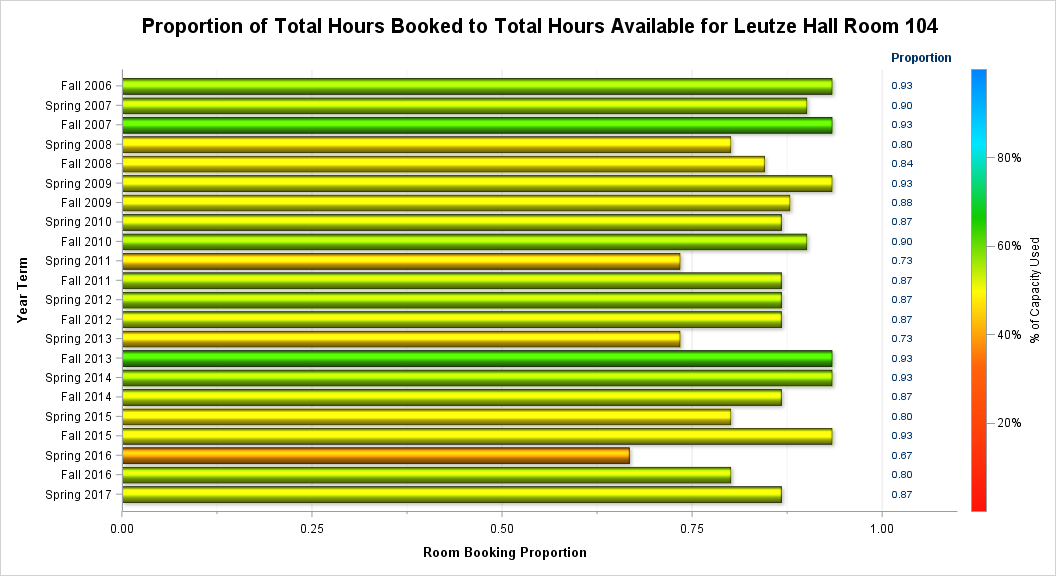 Proportion of Total Hours Booked to Total Hours Available for Leutze Hall Room 104
Proportion
Fall 2006 0.93
Spring 2007 0.90
Fall 2007 0.93
Spring 2008 0.80
Fall 2008 0.84
Spring 2009 0.93
Fall 2009 0.88
Spring 2010 0.87
Fall 2010 0.90
Spring 2011 0.73
Fall 2011 0.87
Spring 2012 0.87
Fall 2012 0.87
Spring 2013 0.73
Fall 2013 0.93
Spring 2014 0.93
Fall 2014 0.87
Spring 2015 0.80
Fall 2015 0.93
Spring 2016 0.67
Fall 2016 0.80
Spring 2017 0.87
Year Term
0.00 0.25 0.50 0.75 1.00
Room Booking Proportion
80%
60%
40%
20%
% of Capacity Used